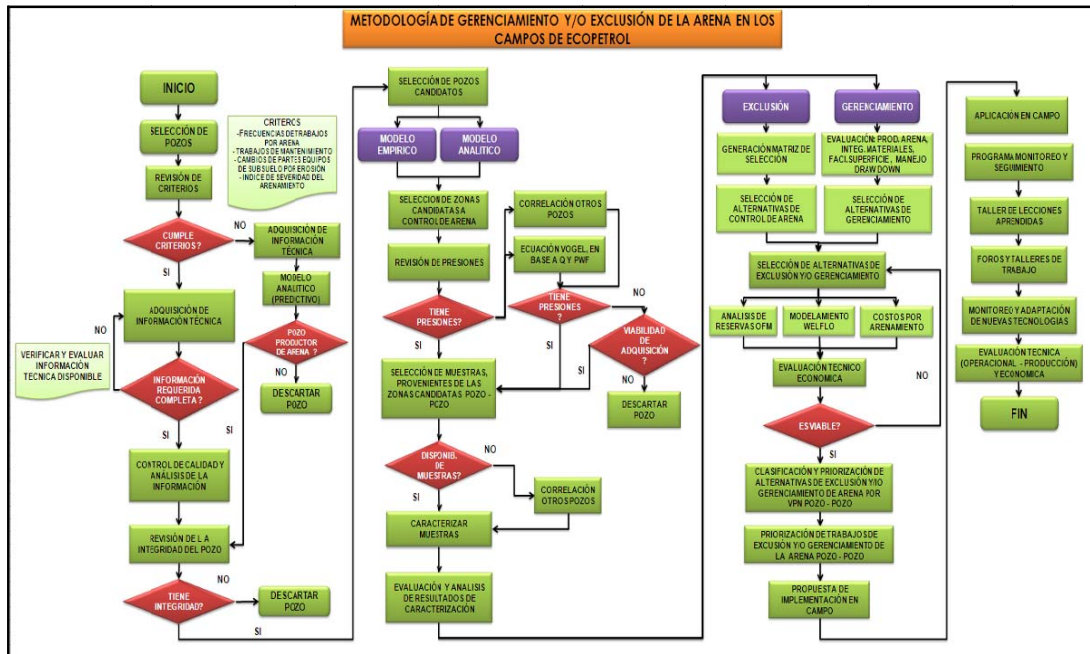 METODOLOGÍA DE GERENCIAMIENTO Y/O EXCLUSIÓN DE LA ARENA EN LOS
CAMPOS DE ECOPETROL
INICIO
SELECCIÓN DE
POZOS
REVISIÓN DE
CRITERIOS
CRITEROS
-FRECUENCIAS DETRABAJOS
POR ARENA
- TRABAJOS DE MANTENIMIENTO
- CAMBIOS DE PARTES EQUIPOS
DE SUBSUELO POF EROSIÓN
- INDICE DE SEVERIDAD DEL
ARENAMIENTO
CUMPLE CRITERIOS ?
NO
SI
ADQUISICIÓN DE
INFORMACIÓN
TÉCNICA
MODELO
ANALITICO
(PREDCTIVO)
POZO
PRODUCTOR
DE ARENA ?
NO
SI
DESCARTAR
POZO
ADQUISICIÓN DE
INFORMACIÓN TÉCNICA
NO
VERIFICAR Y EVALUAR
INFORMACIÓN
TECNICA DISPONIBLE
INFORMACIÓN
REQUERIDA
COMPLETA?
SI
CONTROL DE CALIDAD Y
ANÁLISIS DE LA
INFORMACIÓN
REVISIÓN DE L A
INTEGRIDAD DEL POZO
TIENE
INTEGRIDAD?
NO
DESCARTAR
POZO
SI
SELECCIÓN DE POZOS
CANDIDATOS
MODELO
EMPIRICO
MODELO
ANALITICO
SELECCION DE ZONAS
CANDIDATAS A
CONTROL DE ARENA
REVISIÓN DE PRESIONES
CORRELACIÓN OTROS
POZOS
ECUACIÓN VOGEL, EN
BASE A Q Y PWF
TIENE PRESIONES?
NO
SI
TIENE
PRESIONES
?
NO
SI
VIABILIDAD
DE
ADQUISICIÓN
?
SI
NO
DESCARTAR
POZO
SELECCIÓN DE MUESTRAS,
PROVENIENTES DE LAS
ZONAS CANDIDATAS POZO -
PCZO
DISPONIB.
DE
MUESTRAS?
NO
SI
CORRELACIÓN
OTROS POZOS
CARACTERIZAR
MUESTRAS
EVALUACIÓN Y ANALISIS
DE RESULTADOS DE
CARACTERIZACIÓN
EXCLUSIÓN
GERENCIAMIENTO
GENERACIÓN MATRIZ DE
SELECCIÓN
EVALUACIÓN: PROD. ARENA,
INTEG. MATERIALES,
FACI.SUPERFICIE, MANEJO
DRAWDOWN
SELECCIÓN DE
ALTERNATIVAS DE
CONTROL DE ARENA
SELECCIÓN DE
ALTERNATIVAS DE
GERENCIAMIENTO
SELECCIÓN DE ALTERNATIVAS DE
EXCLUSIÓN Y/O GERENCIAMIENTO
ANALISIS DE
RESERVAS OFM
MODELAMIENTO
WELFLO
COSTOS POR
ARENAMIENTO
EVALUACIÓN TECNICO
ECONOMICA
NO
ES VIABLE?
SI
CLASIFICACIÓN Y PRIORIZACIÓN DE
ALTERNATIVAS DE EXCLUSIÓN Y/IO
GERENCIAMIENTO DE ARENA POR
VPN POZO - POZO
PRIORIZACIÓN DE TRABAJOS DE
EXCUSIÓN Y/O GERENCIAMIENTO DE
LA ARENA POZO - POZO
PROPUESTA DE
IMPLEMENTACIÓN EN
CAMPO
APLICACIÓN EN CAMPO
PROGRAMA MONITOREO Y
SEGUIMIENTO
TALLER DE LECCIONES
APRENDIDAS
FOROS Y TALLERES DE
TRABAJO
MONITOREO Y ADAPTACIÓN
DE NUEVAS TECNOLOGIAS
EVALUACIÓN TECNICA
(OPERACIONAL - PRODUCCIÓN)
Y ECONOMICA
FIN